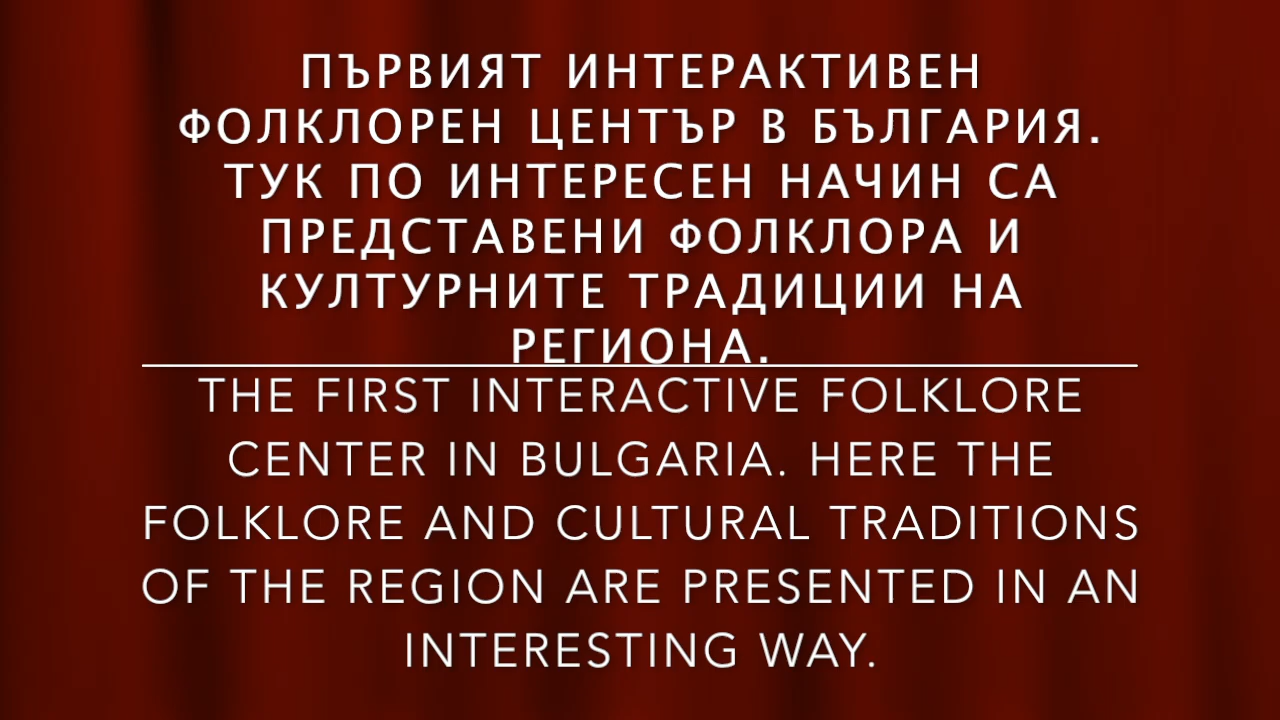 ПЪРВИЯТ ИНТЕРАКТИВЕН
ФОЛКЛОРЕН ЦЕНТЪР В БЪЛГАРИЯ.
ТУК ПО ИНТЕРЕСЕН НАЧИН СА
ПРЕДСТАВЕНИ ФОЛКЛОРА И
КУЛТУРНИТЕ ТРАДИЦИИ НА
РЕГИОНА.
THE FIRST INTERACTIVE FOLKLORE
CENTER IN BULGARIA. HERE THE
FOLKLORE AND CULTURAL TRADITIONS
OF THE REGION ARE PRESENTED IN AN
INTERESTING WAY.